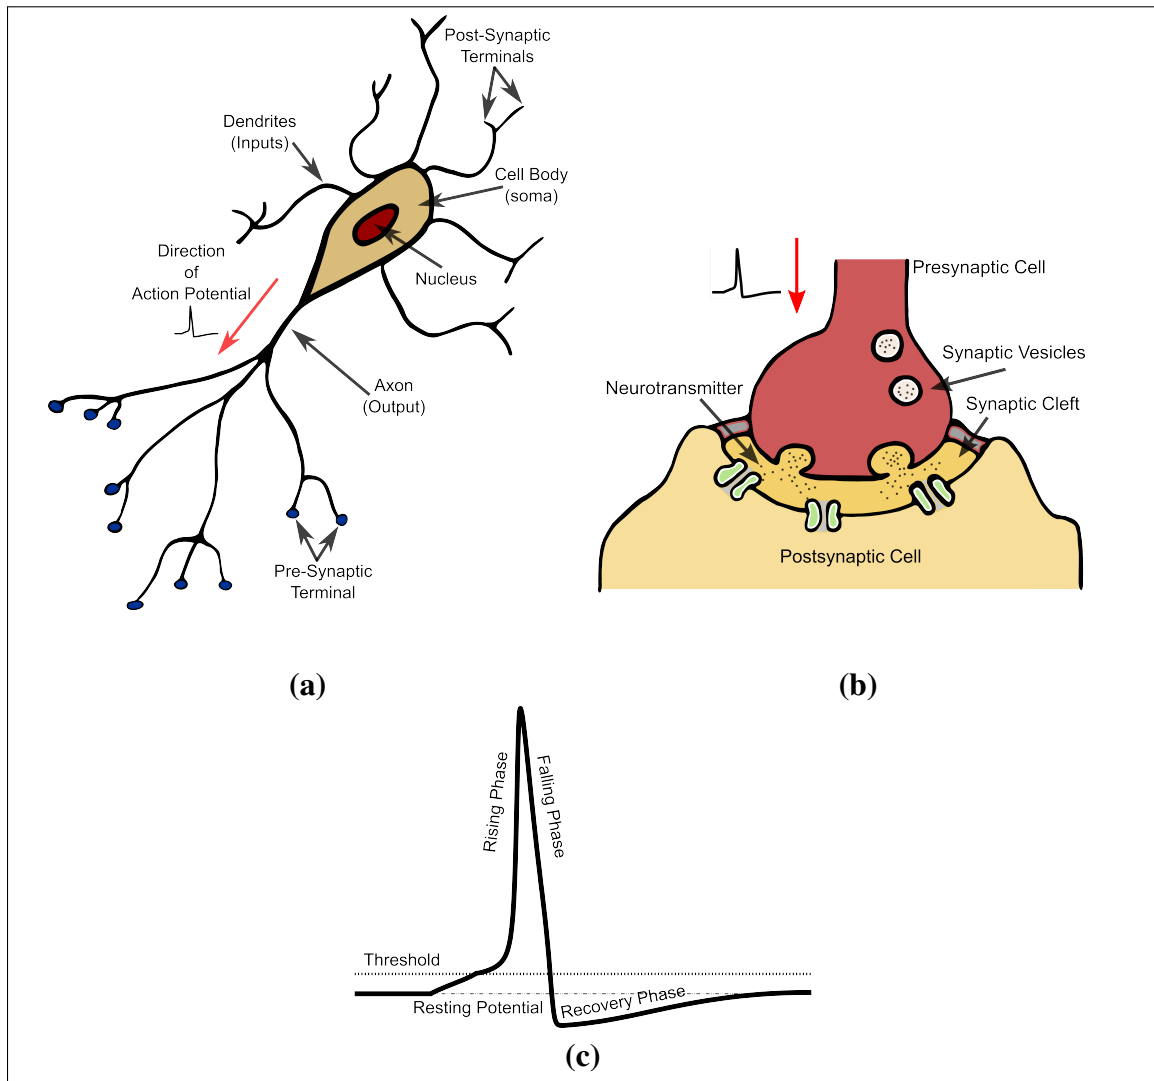 Post-Synaptic
Terminals
Dendrites
(Inputs)
Cell Body
(soma)
Direction
of
Action Potential
Nucleus
Axon
(Output)
Pre-Synaptic
Terminal
(a)
Presynaptic Cell
Synaptic Vesicles
Neurotransmitter
Synaptic Cleft
Postsynaptic Cell
(b)
Rising Phase
Falling Phase
Threshold
Resting Potential
Recovery Phase
(c)